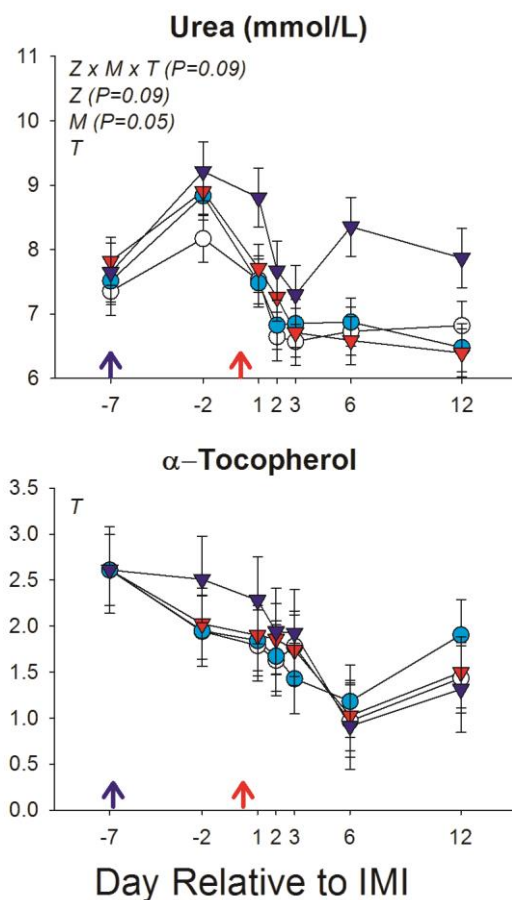 Urea (mmol/L)
11
Z x M x T (P=0.09)
Z (P=0.09)
10
M (P=0.05)
T
9
8
7
6
-7 -2 1 2 3 6 12
α–Tocopherol
3.5
T
3.0
2.5
2.0
1.5
1.0
0.5
0.0
-7 -2 1 2 3 6 12
Day Relative to IMI